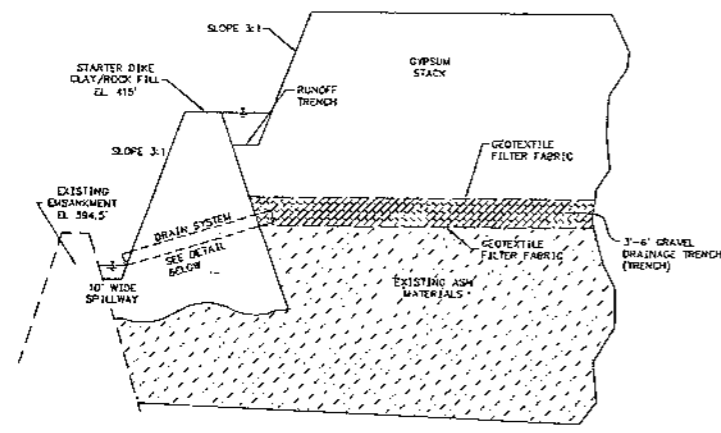 SLOPE 3:1
STARTER DIKE
CLAY/ROCK FILL
EL 415'
GYPSUM
STACK
RUNOFF
TRENCH
SLOPE 3:1
GEOTEXTILE
FILTER FABRIC
EXISTING
EMBANKMENT
EL 394.5'
DRAIN SYSTEM
SEE DETAIL
BELOW
GEOTEXTILE
FILTER FABRIC
3'-6' GRAVEL
DRAINAGE TRENCH
(TRENCH)
EXISTING ASH
MATERIALS
10' WIDE
SPILLWAY